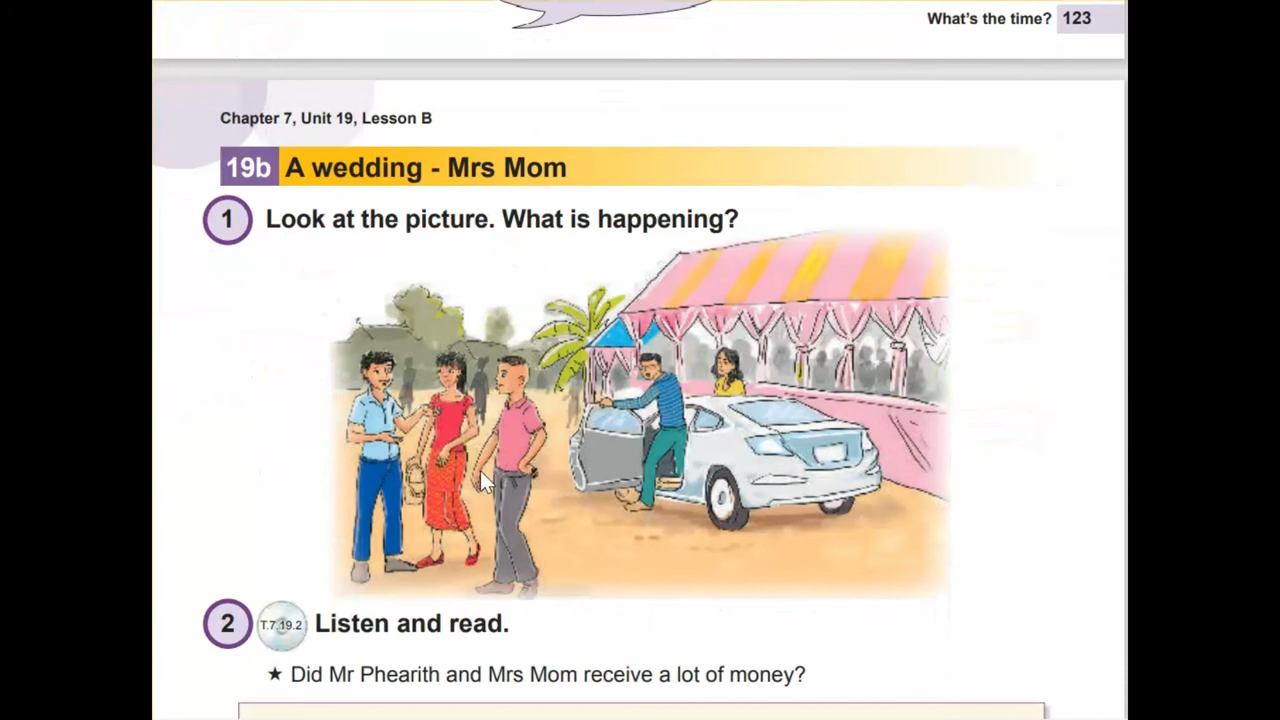 What's the time? 123
Chapter 7, Unit 19, Lesson B
19b A wedding - Mrs Mom
1 Look at the picture. What is happening?
2 T.7.19.2 Listen and read.
★ Did Mr Phearith and Mrs Mom receive a lot of money?